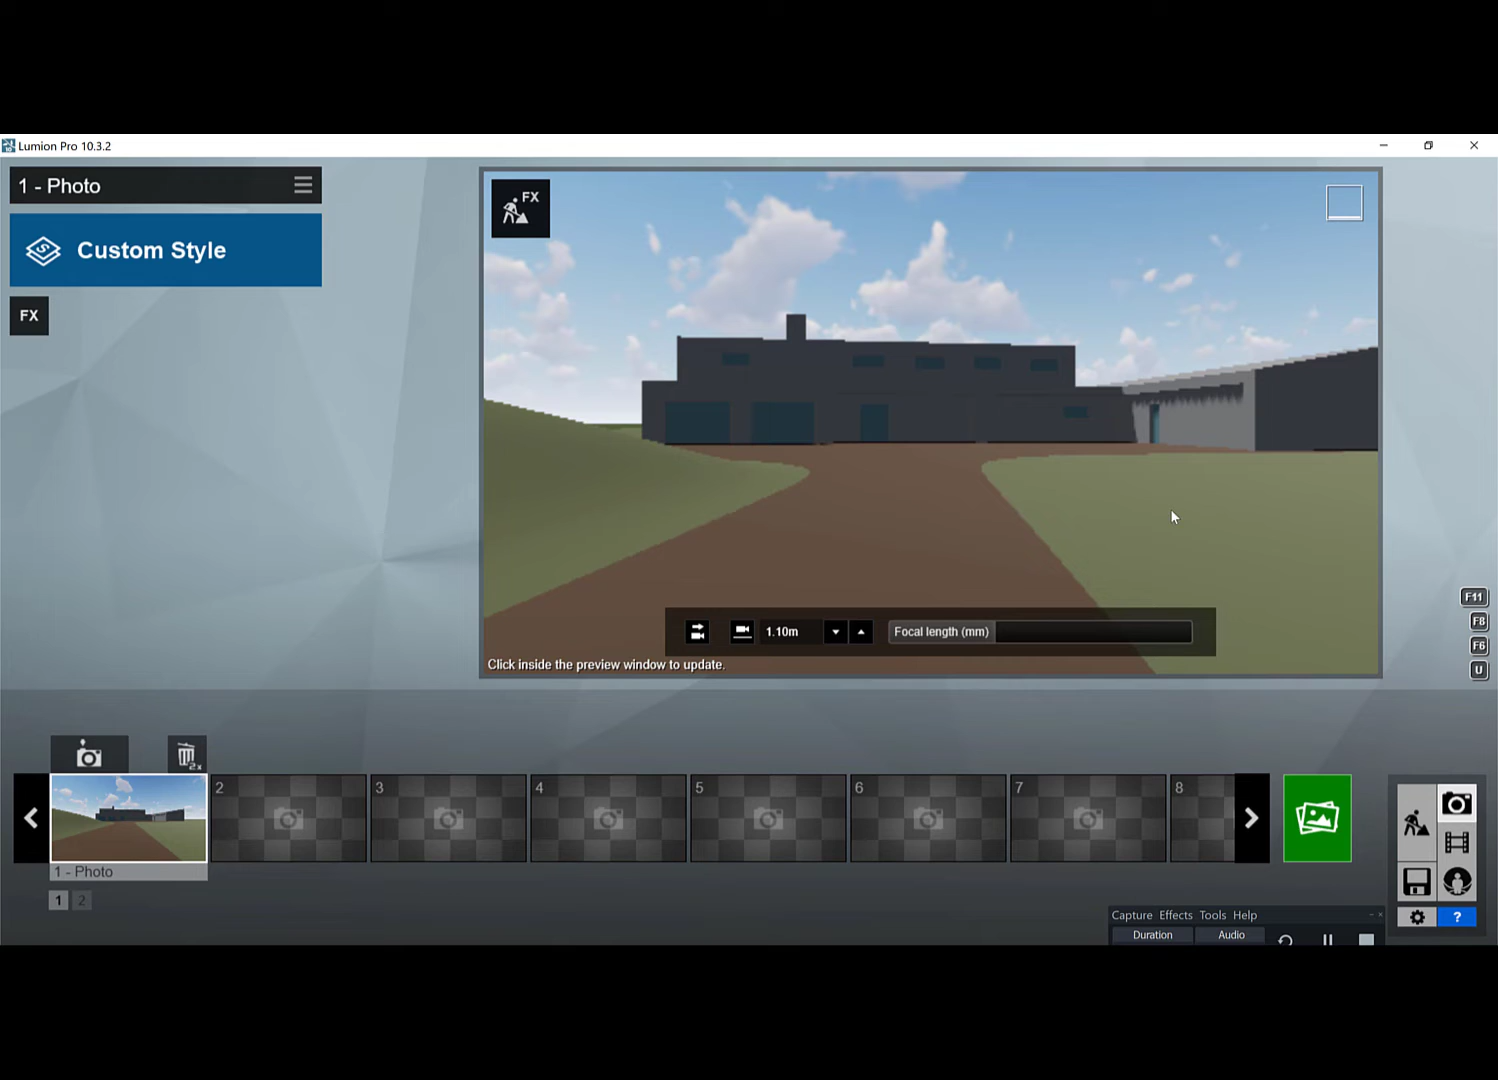 Lumion Pro 10.3.2
1 - Photo
Custom Style
FX
FX
1.10m
Focal length (mm)
Click inside the preview window to update.
F11
F8
F6
U
2x
2
3
4
5
6
7
8
1 - Photo
1
2
?
Capture Effects Tools Help
Duration
Audio